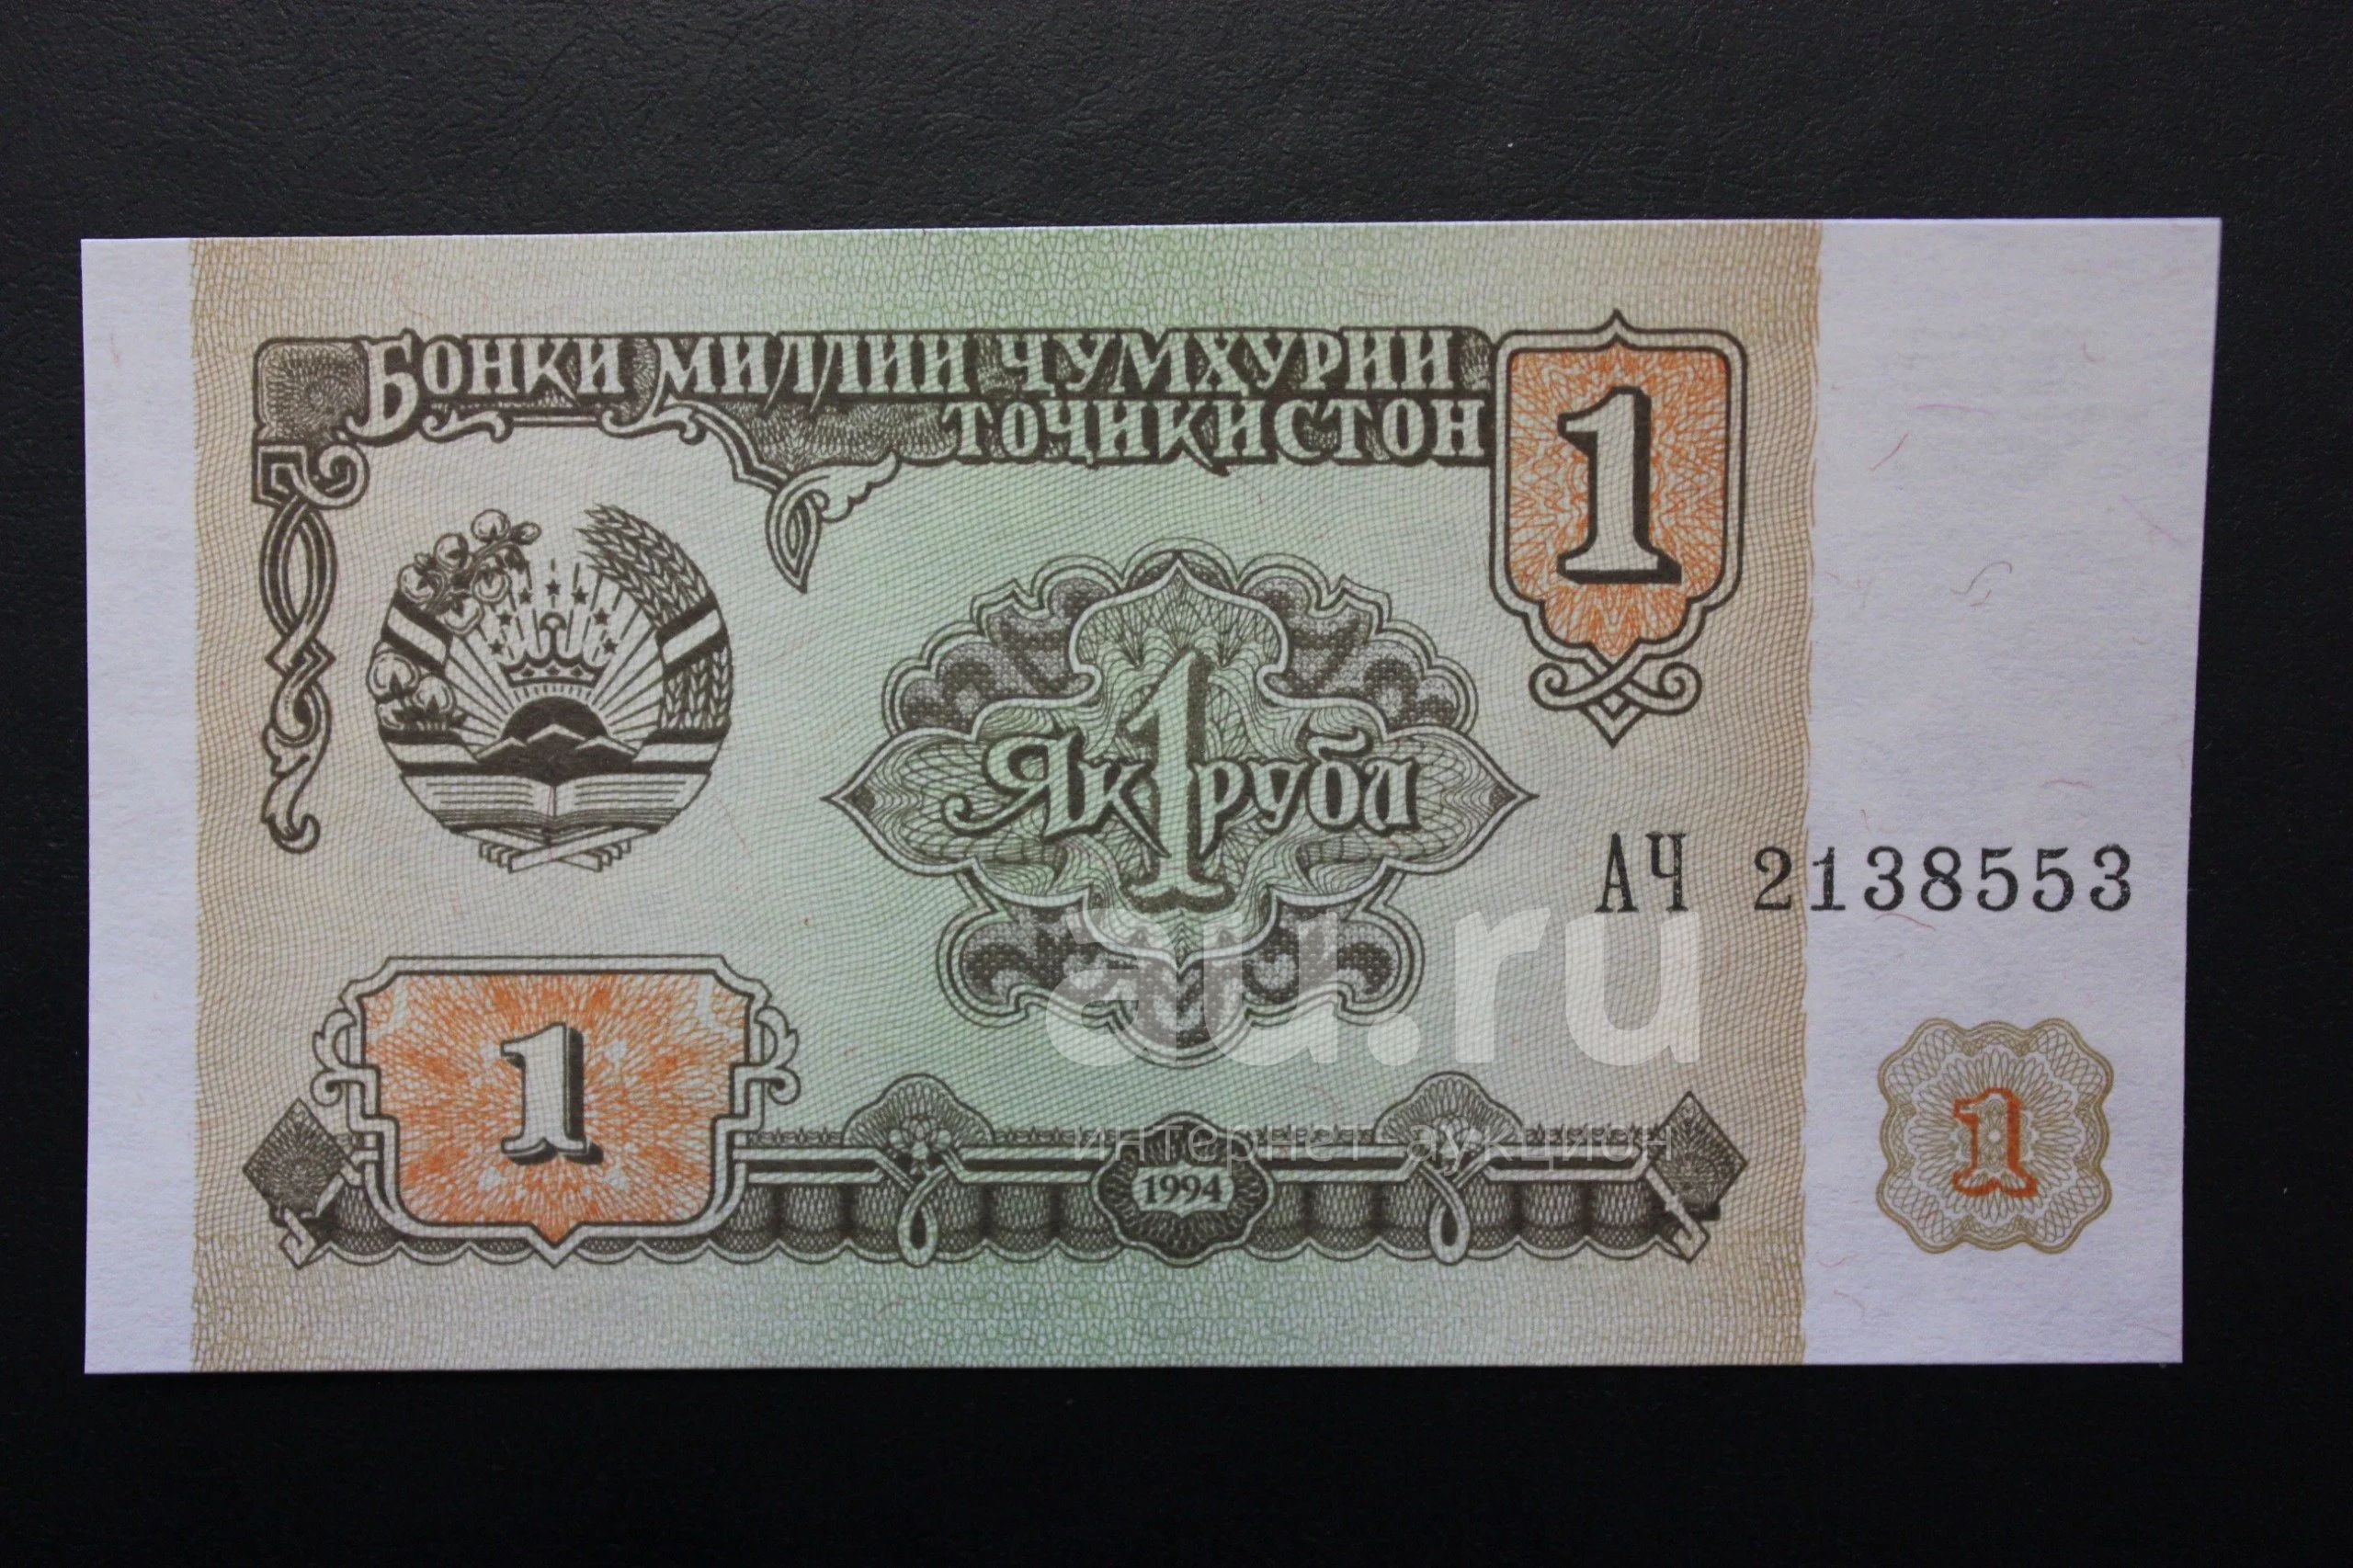 БОНКИ МИЛЛИИ ҶУМҲУРИИ
ТОҶИКИСТОН
1
1
ЯК РУБЛ
АЧ 2138553
au.ru
интернет аукцион
1
1994
1